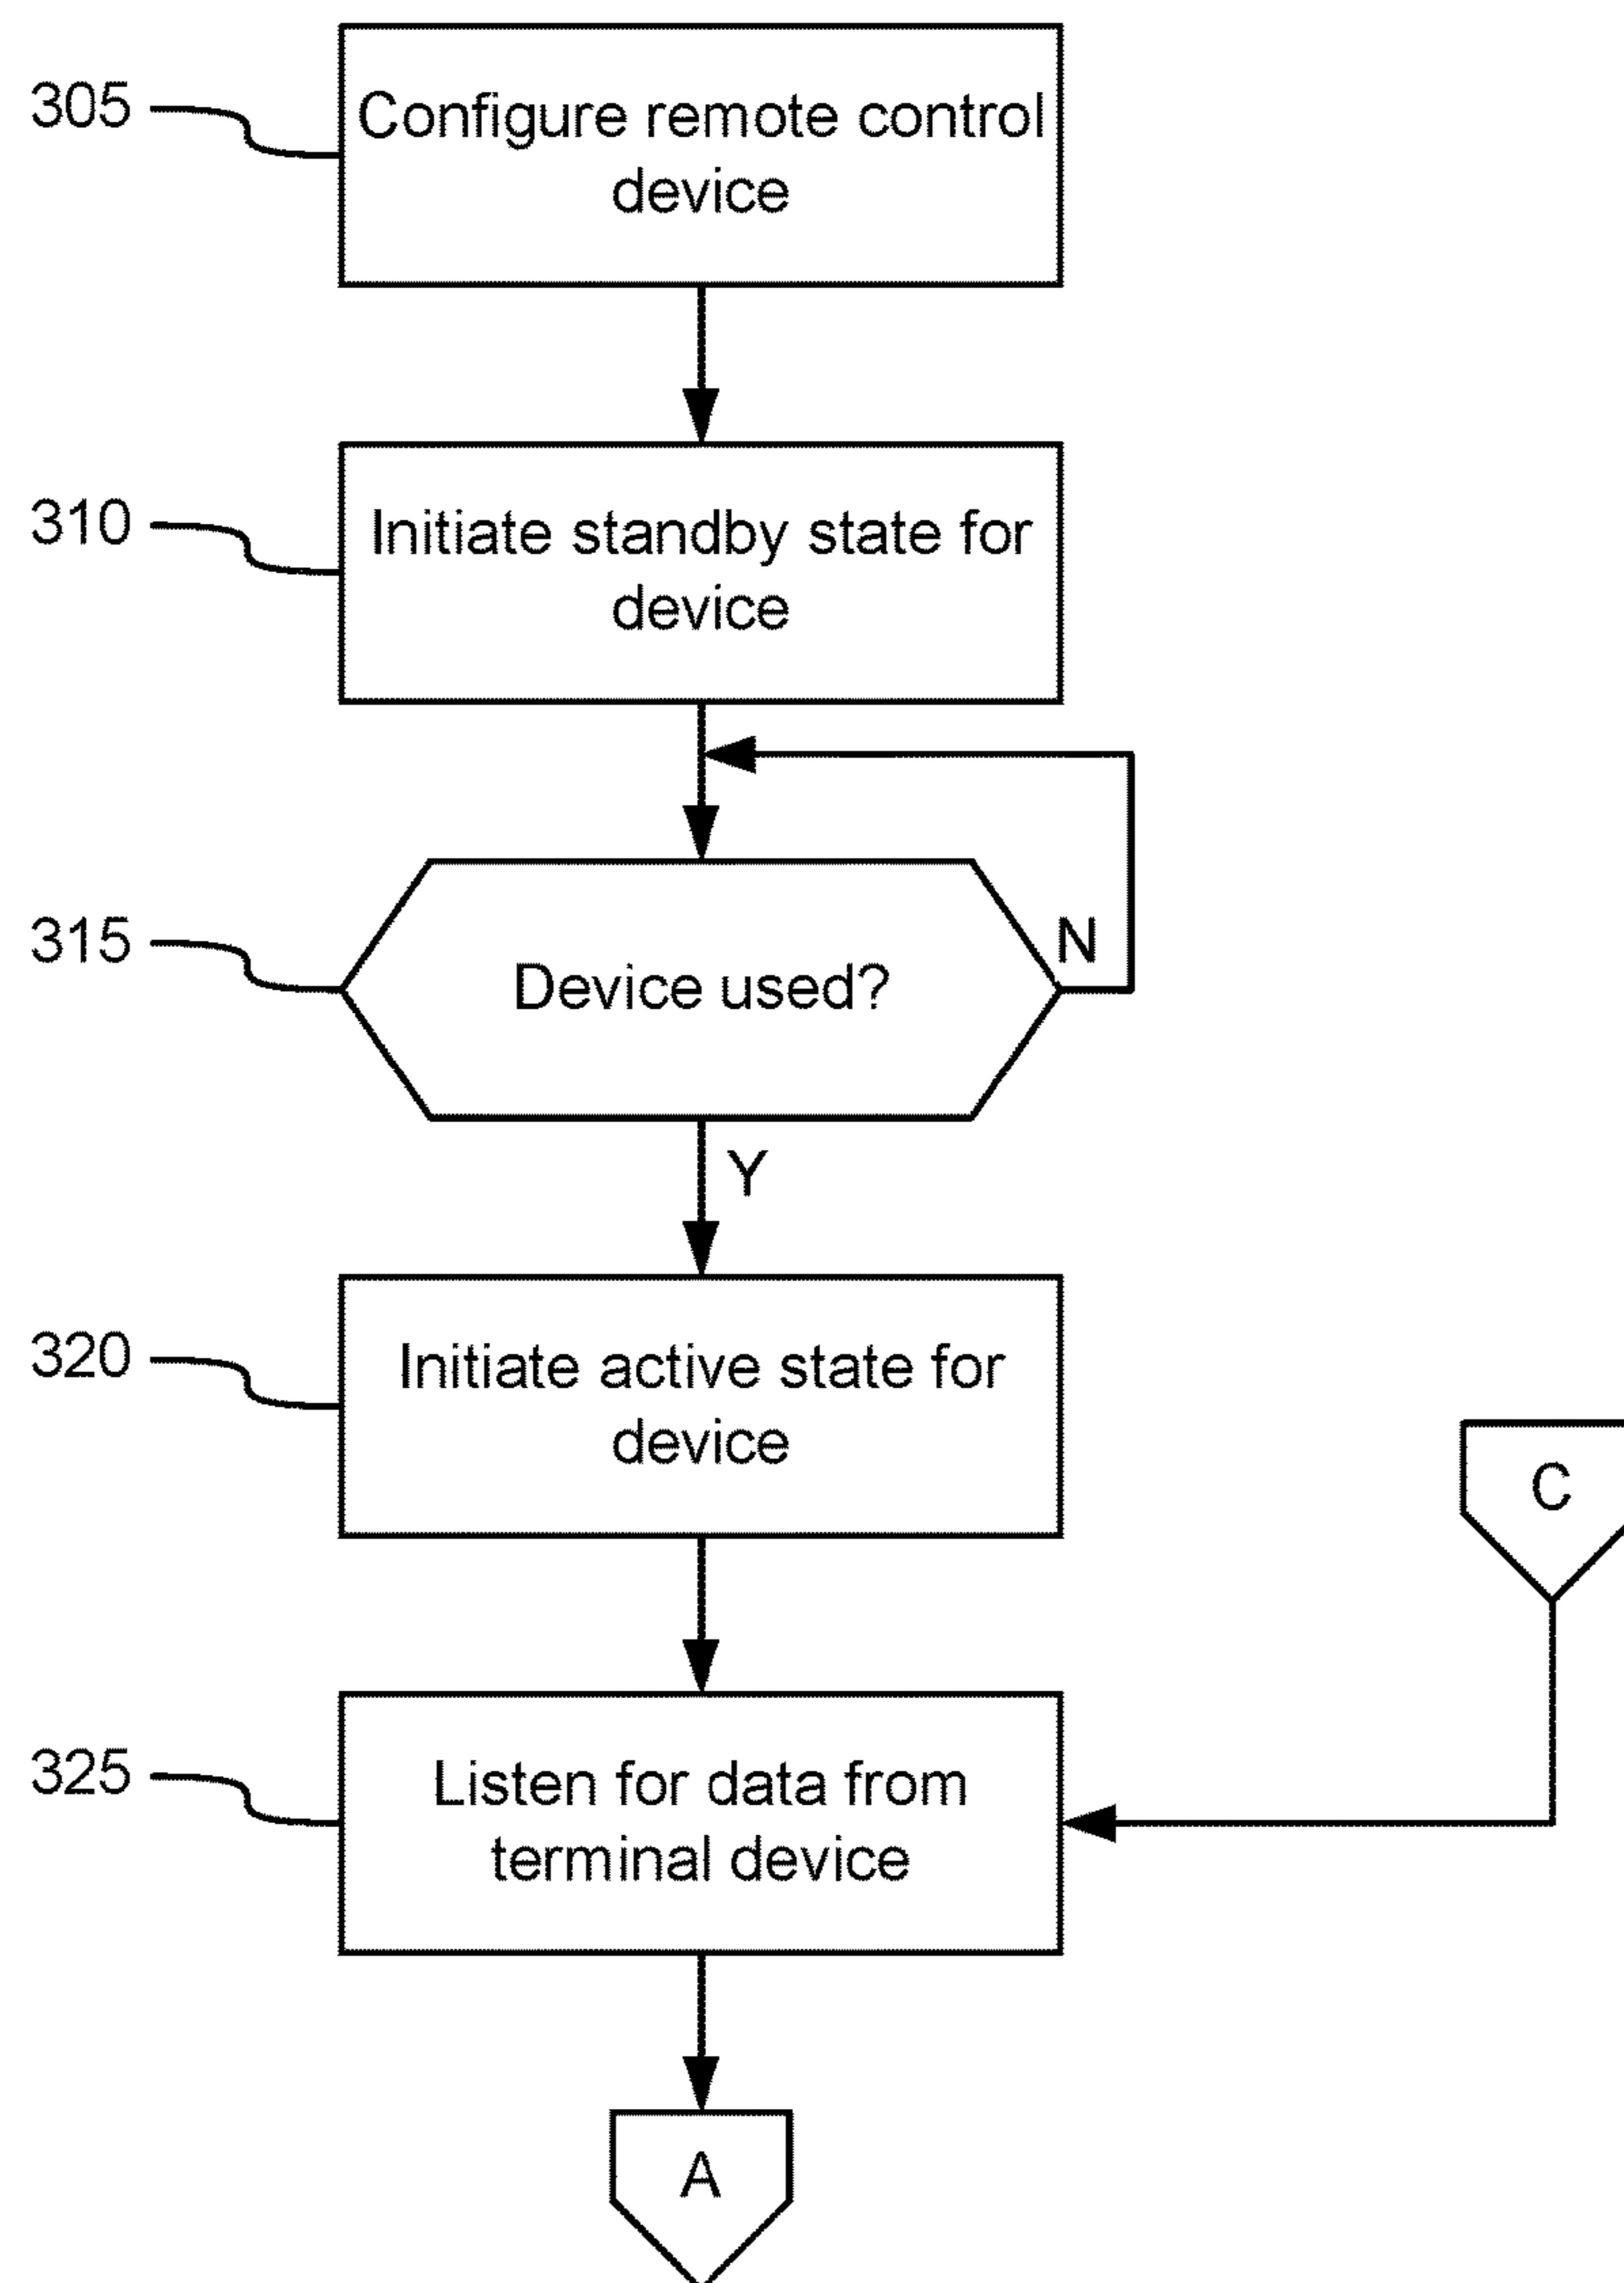 305
Configure remote control
device
310
Initiate standby state for
device
315
Device used?
N
Y
320
Initiate active state for
device
C
325
Listen for data from
terminal device
A